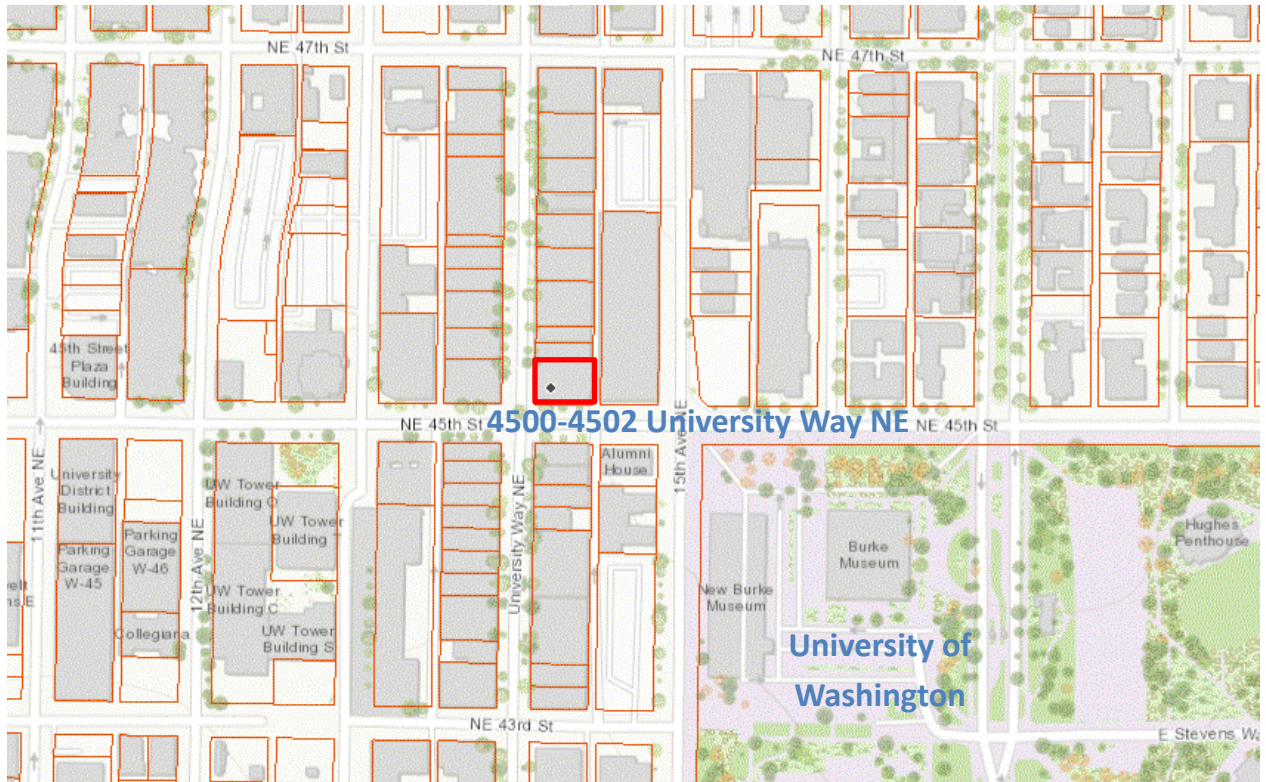 NE 47th St
NE 47th St
45th Street
Plaza
Building
NE 45th St
4500-4502 University Way NE
NE 45th St
11th Ave NE
University
District
Building
Parking
Garage
W-45
Parking
Garage
W-46
Collegiana
12th Ave NE
UW Tower
Building O
UW Tower
Building
UW Tower
Building C
UW Tower
Building S
University Way NE
Alumni
House
15th Ave NE
New Burke
Museum
Burke
Museum
Hughes
Penthouse
University of
Washington
NE 43rd St
E Stevens Wa